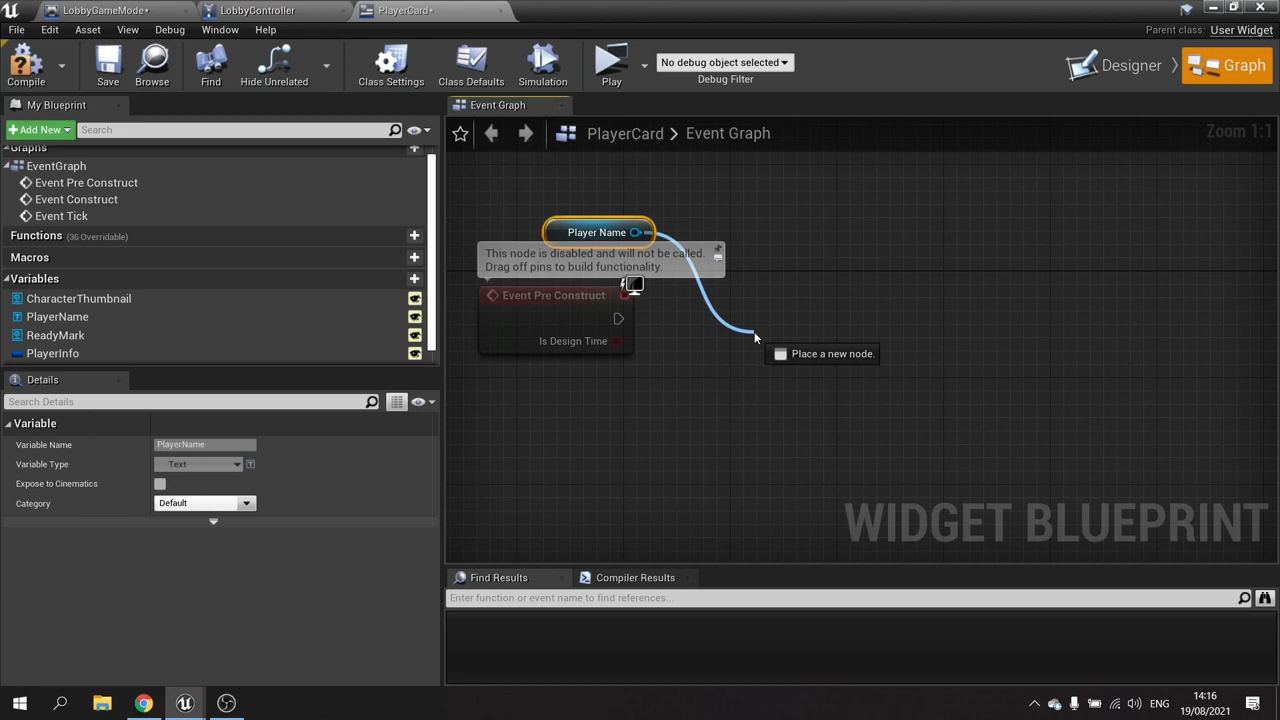 LobbyGameMode*
LobbyController
PlayerCard*
File
Edit
Asset
View
Debug
Window
Help
Parent class:
User Widget
Compile
Save
Browse
Find
Hide Unrelated
Class Settings
Class Defaults
Simulation
Play
No debug object selected
Debug Filter
Designer
Graph
My Blueprint
Event Graph
Add New
Search
PlayerCard
Event Graph
Zoom 1:1
Graphs
EventGraph
Event Pre Construct
Event Construct
Event Tick
Functions
(36 Overridable)
Macros
Variables
CharacterThumbnail
PlayerName
ReadyMark
PlayerInfo
Player Name
This node is disabled and will not be called.
Drag off pins to build functionality.
Event Pre Construct
Is Design Time
Place a new node.
Details
Search Details
Variable
Variable Name
PlayerName
Variable Type
Text
Expose to Cinematics
Category
Default
WIDGET BLUEPRINT
Find Results
Compiler Results
Enter function or event name to find references...
ENG
14:16
19/08/2021